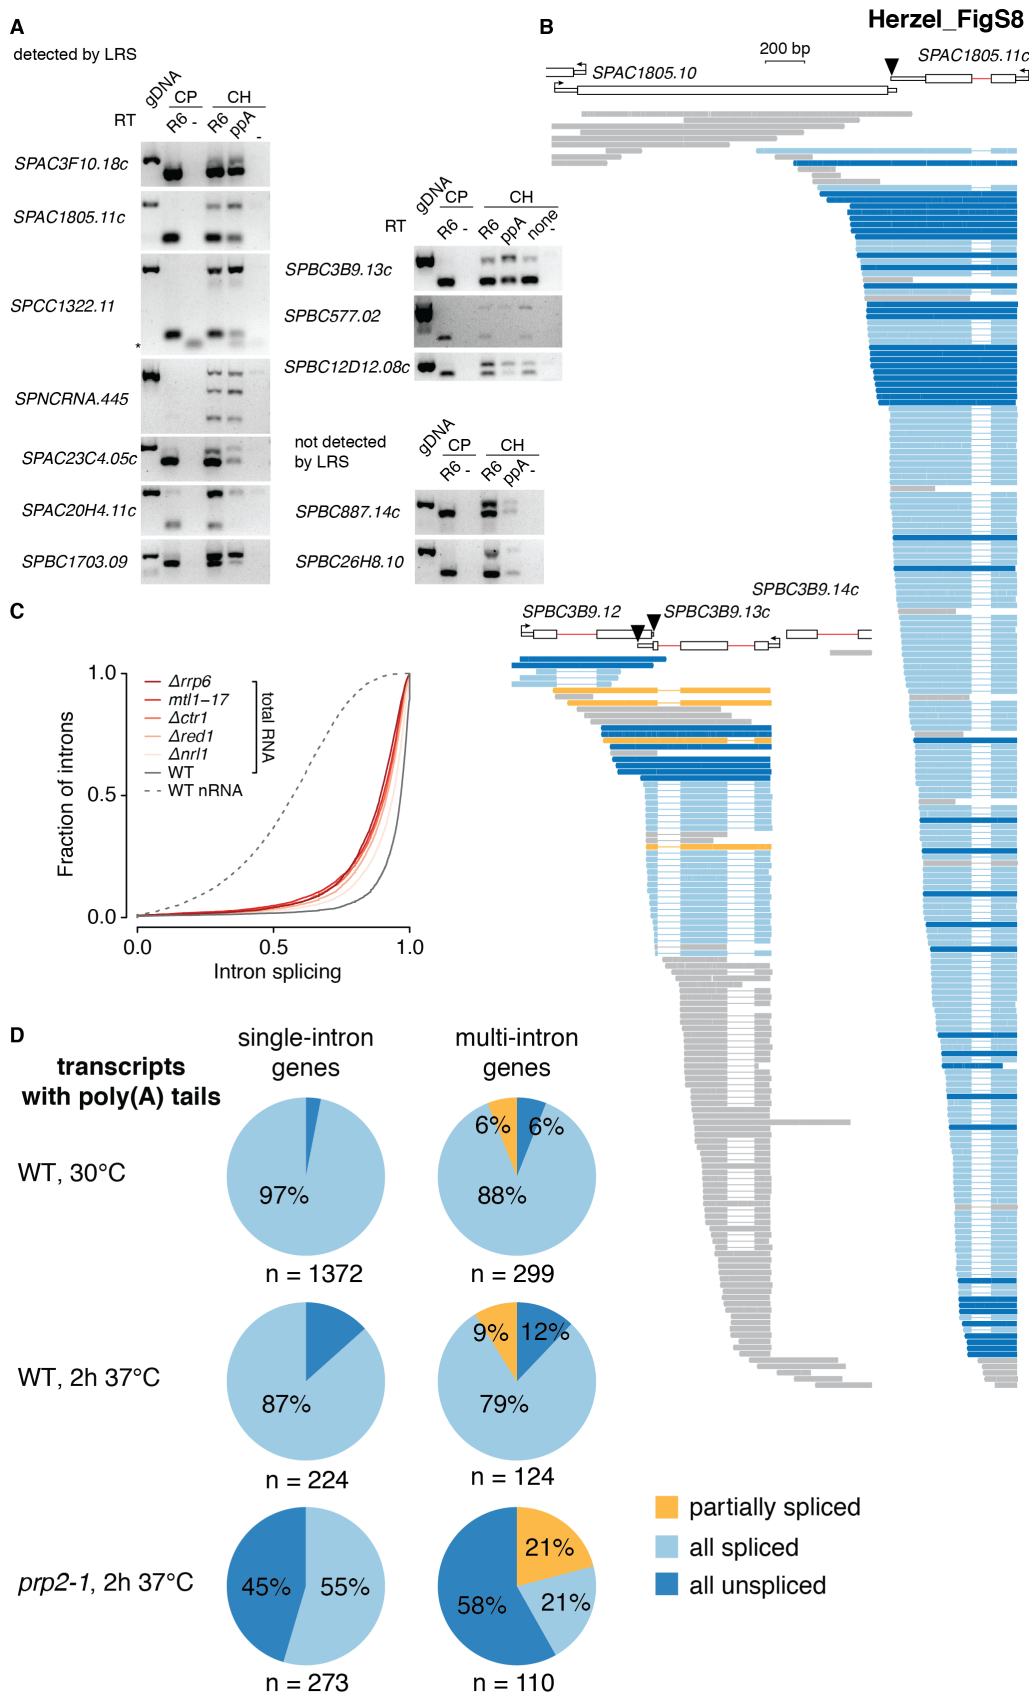 Herzel_FigS8
A
detected by LRS
gDNA
CP
CH
RT
R6
-
R6
ppA
-
SPAC3F10.18c
SPAC1805.11c
SPCC1322.11
*
SPNCRNA.445
SPAC23C4.05c
SPAC20H4.11c
SPBC1703.09
gDNA
CP
CH
RT
R6
-
R6
ppA
none
-
SPBC3B9.13c
SPBC577.02
SPBC12D12.08c
not detected
by LRS
gDNA
CP
CH
R6
-
R6
ppA
-
SPBC887.14c
SPBC26H8.10
B
200 bp
SPAC1805.10
SPAC1805.11c
SPBC3B9.14c
SPBC3B9.12
SPBC3B9.13c
C
Fraction of introns
1.0
0.5
0.0
Δrrp6
mtl1-17
Δctr1
Δred1
Δnrl1
WT
WT nRNA
total RNA
0.0
0.5
1.0
Intron splicing
D
transcripts
with poly(A) tails
single-intron
genes
multi-intron
genes
WT, 30°C
97%
6%
6%
88%
n = 1372
n = 299
WT, 2h 37°C
87%
9%
12%
79%
n = 224
n = 124
prp2-1, 2h 37°C
45%
55%
21%
58%
21%
n = 273
n = 110
partially spliced
all spliced
all unspliced